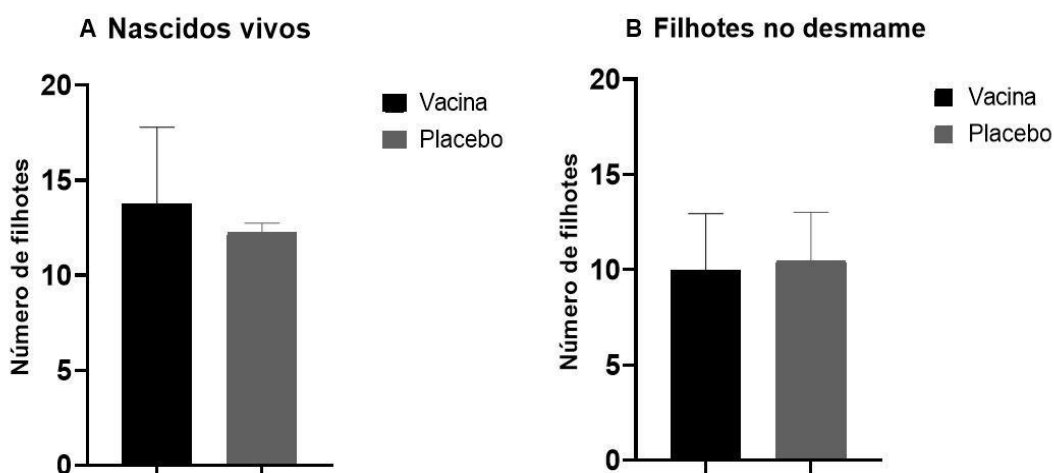 A Nascidos vivos
20
15
10
5
0
Número de filhotes
Vacina
Placebo
B Filhotes no desmame
20
15
10
5
0
Número de filhotes
Vacina
Placebo